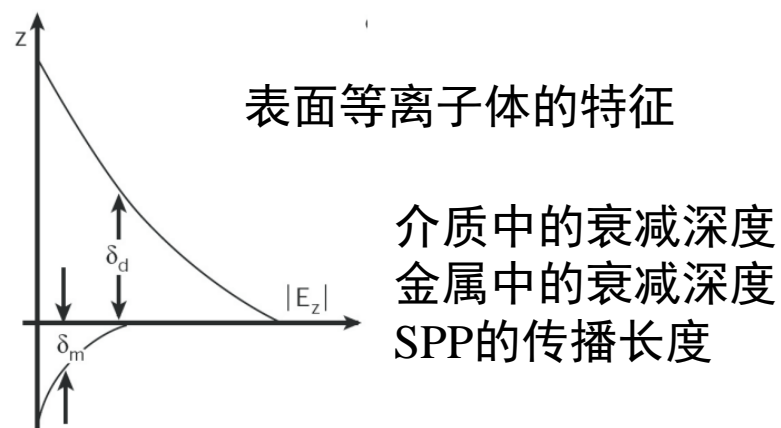 z
表面等离子体的特征
δd
|Ez|
δm
介质中的衰减深度
金属中的衰减深度
SPP的传播长度